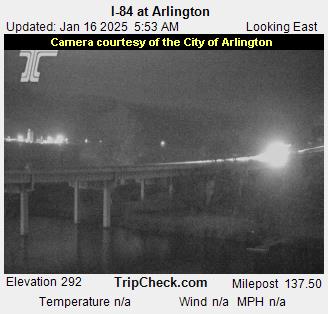 I-84 at Arlington
Updated: Jan 16 2025 5:53 AM Looking East
Camera courtesy of the City of Arlington
Elevation 292 TripCheck.com Milepost 137.50
Temperature n/a Wind n/a MPH n/a